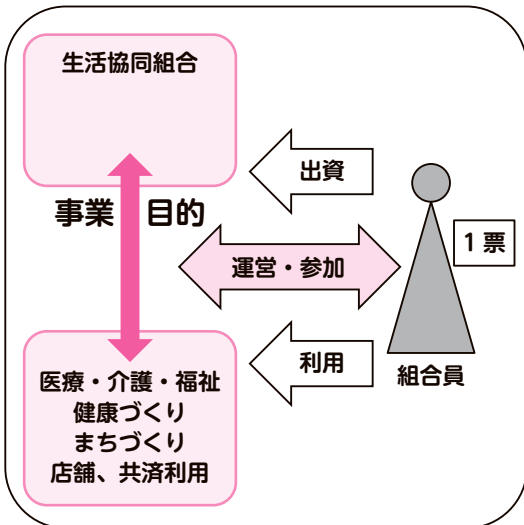 生活協同組合
出資
事業 目的
1票
運営・参加
利用
組合員
医療・介護・福祉
健康づくり
まちづくり
店舗、共済利用